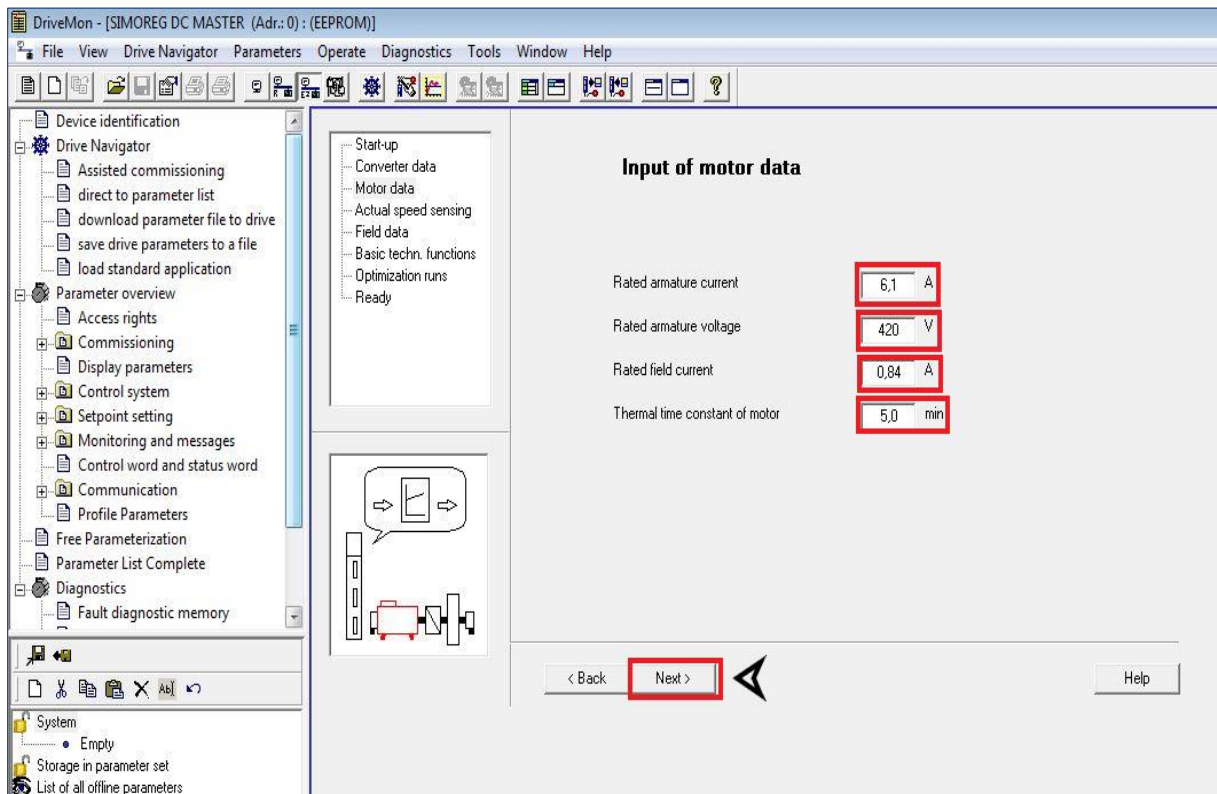 DriveMon - [SIMOREG DC MASTER (Adr.: 0) : (EEPROM)]
File View Drive Navigator Parameters Operate Diagnostics Tools Window Help
Device identification
Drive Navigator
Assisted commissioning
direct to parameter list
download parameter file to drive
save drive parameters to a file
load standard application
Parameter overview
Access rights
Commissioning
Display parameters
Control system
Setpoint setting
Monitoring and messages
Control word and status word
Communication
Profile Parameters
Free Parameterization
Parameter List Complete
Diagnostics
Fault diagnostic memory
System
Empty
Storage in parameter set
List of all offline parameters
Start-up
Converter data
Motor data
Actual speed sensing
Field data
Basic techn. functions
Optimization runs
Ready
Input of motor data
Rated armature current 6,1 A
Rated armature voltage 420 V
Rated field current 0,84 A
Thermal time constant of motor 5,0 min
< Back Next > Help